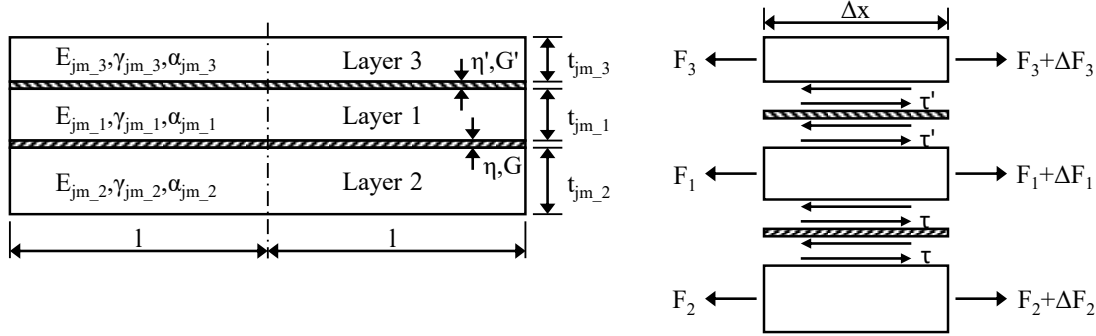 Δx
E_jm_3,γ_jm_3,α_jm_3 Layer 3 η',G' t_jm_3
F_3 F_3+ΔF_3
τ'
E_jm_1,γ_jm_1,α_jm_1 Layer 1 t_jm_1
τ'
η,G
F_1 F_1+ΔF_1
E_jm_2,γ_jm_2,α_jm_2 Layer 2 t_jm_2
τ
l l
τ
F_2 F_2+ΔF_2